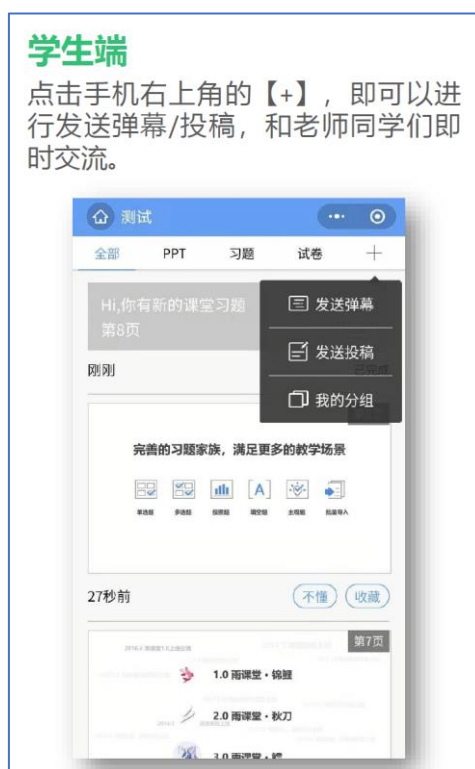 学生端
点击手机右上角的【+】，即可以进
行发送弹幕/投稿，和老师同学们即
时交流。
测试
全部 PPT 习题 试卷 +
Hi,你有新的课堂习题
第8页
发送弹幕
发送投稿
我的分组
刚刚 已完成
完善的习题家族，满足更多的教学场景
[A]
单选题 多选题 投票题 填空题 主观题 批量导入
27秒前 不懂 收藏
第7页
1.0 雨课堂·锦鲤
2.0 雨课堂·秋刀
3.0 雨课堂·鳕